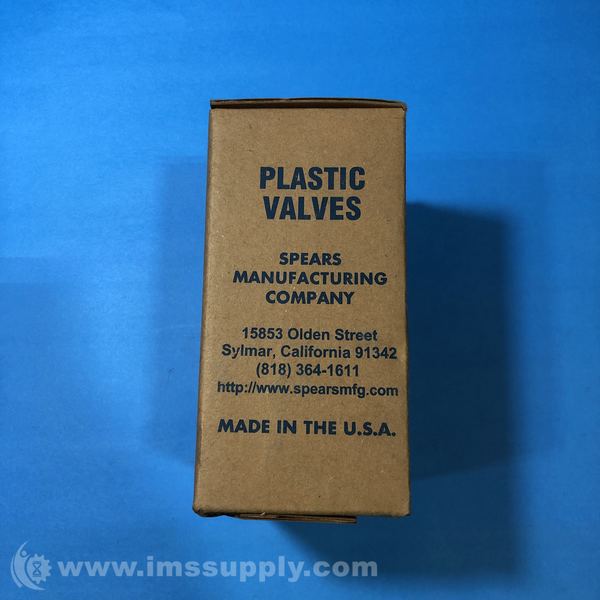 PLASTIC
VALVES
SPEARS
MANUFACTURING
COMPANY
15853 Olden Street
Sylmar, California 91342
(818) 364-1611
http://www.spearsmfg.com
MADE IN THE U.S.A.
www.imssupply.com